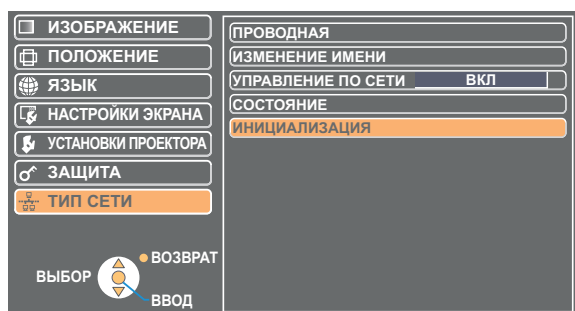 ИЗОБРАЖЕНИЕ
ПОЛОЖЕНИЕ
ЯЗЫК
НАСТРОЙКИ ЭКРАНА
УСТАНОВКИ ПРОЕКТОРА
ЗАЩИТА
ТИП СЕТИ
ВОЗВРАТ
ВЫБОР
ВВОД
ПРОВОДНАЯ
ИЗМЕНЕНИЕ ИМЕНИ
УПРАВЛЕНИЕ ПО СЕТИ ВКЛ
СОСТОЯНИЕ
ИНИЦИАЛИЗАЦИЯ